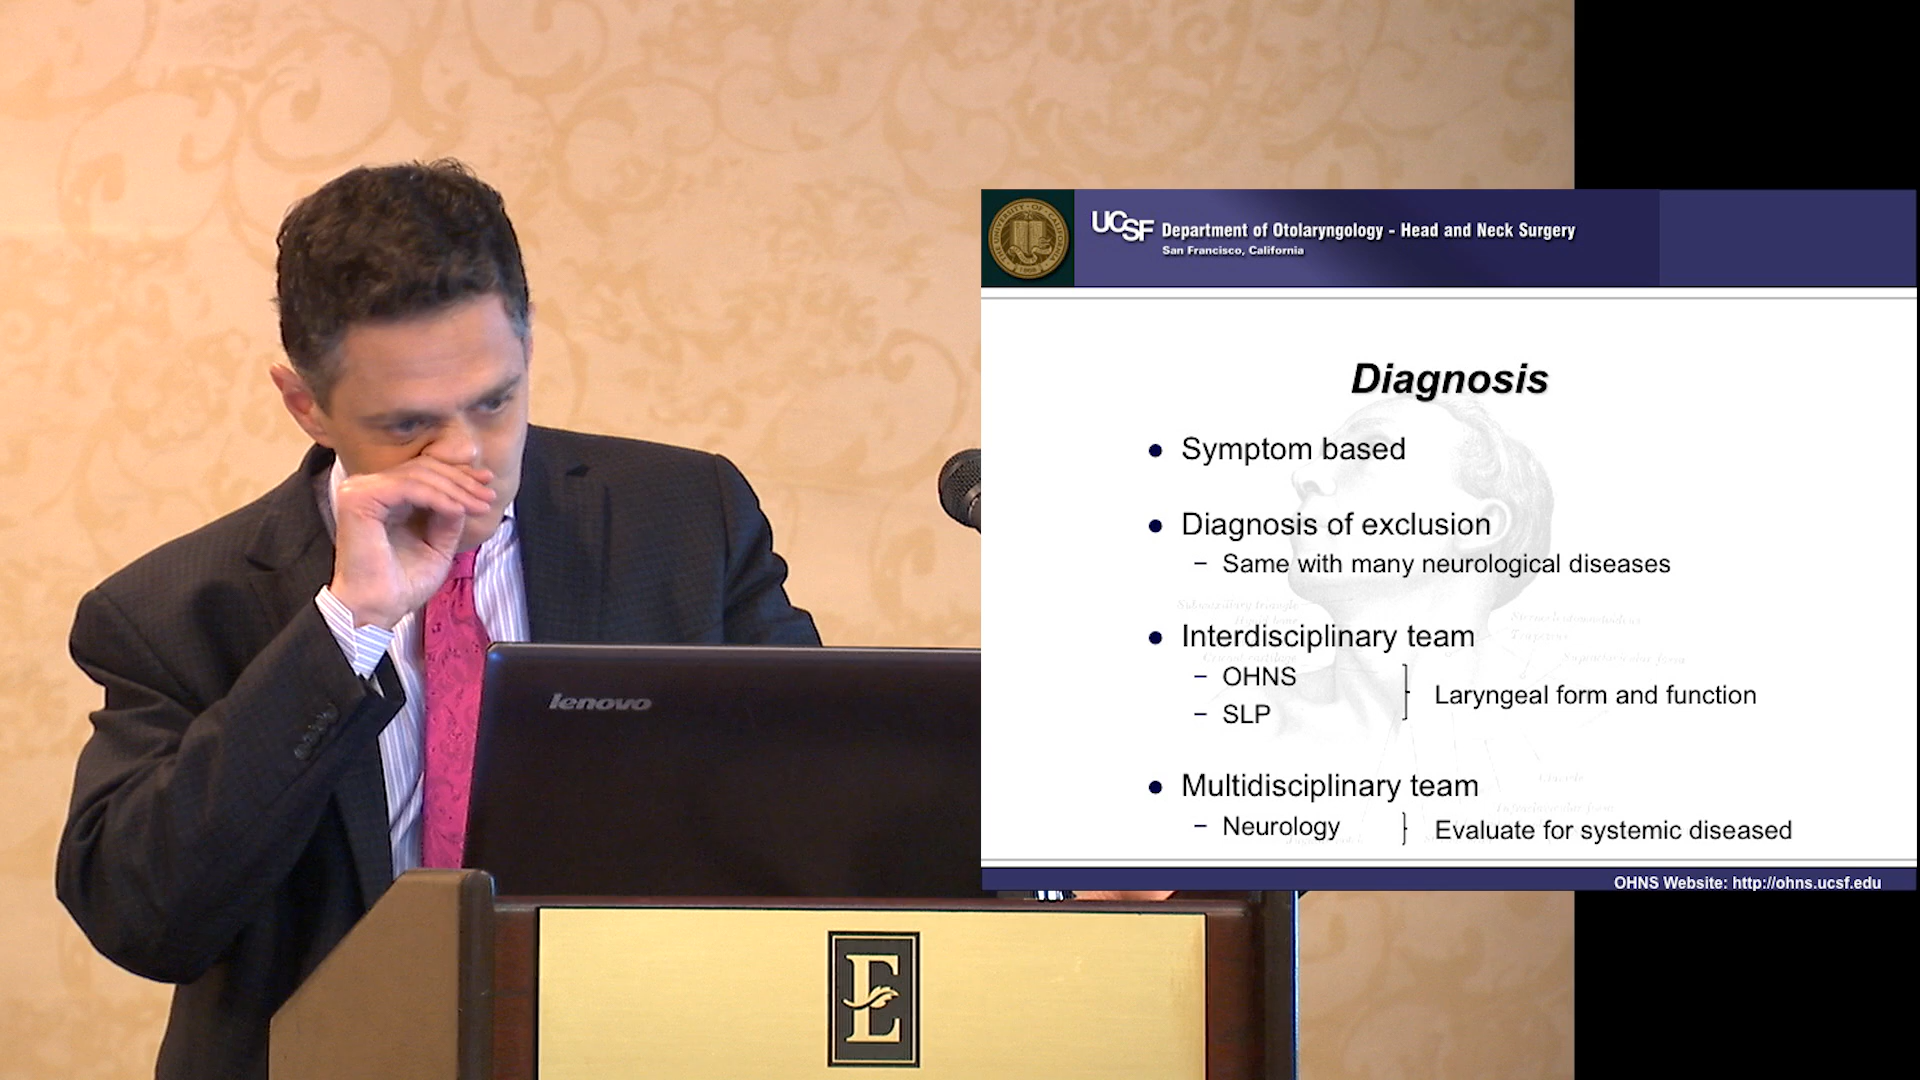 UCSF Department of Otolaryngology - Head and Neck Surgery
San Francisco, California
Diagnosis
• Symptom based
• Diagnosis of exclusion
– Same with many neurological diseases
• Interdisciplinary team
– OHNS
– SLP
Laryngeal form and function
• Multidisciplinary team
– Neurology
Evaluate for systemic diseased
OHNS Website: http://ohns.ucsf.edu
lenovo
E